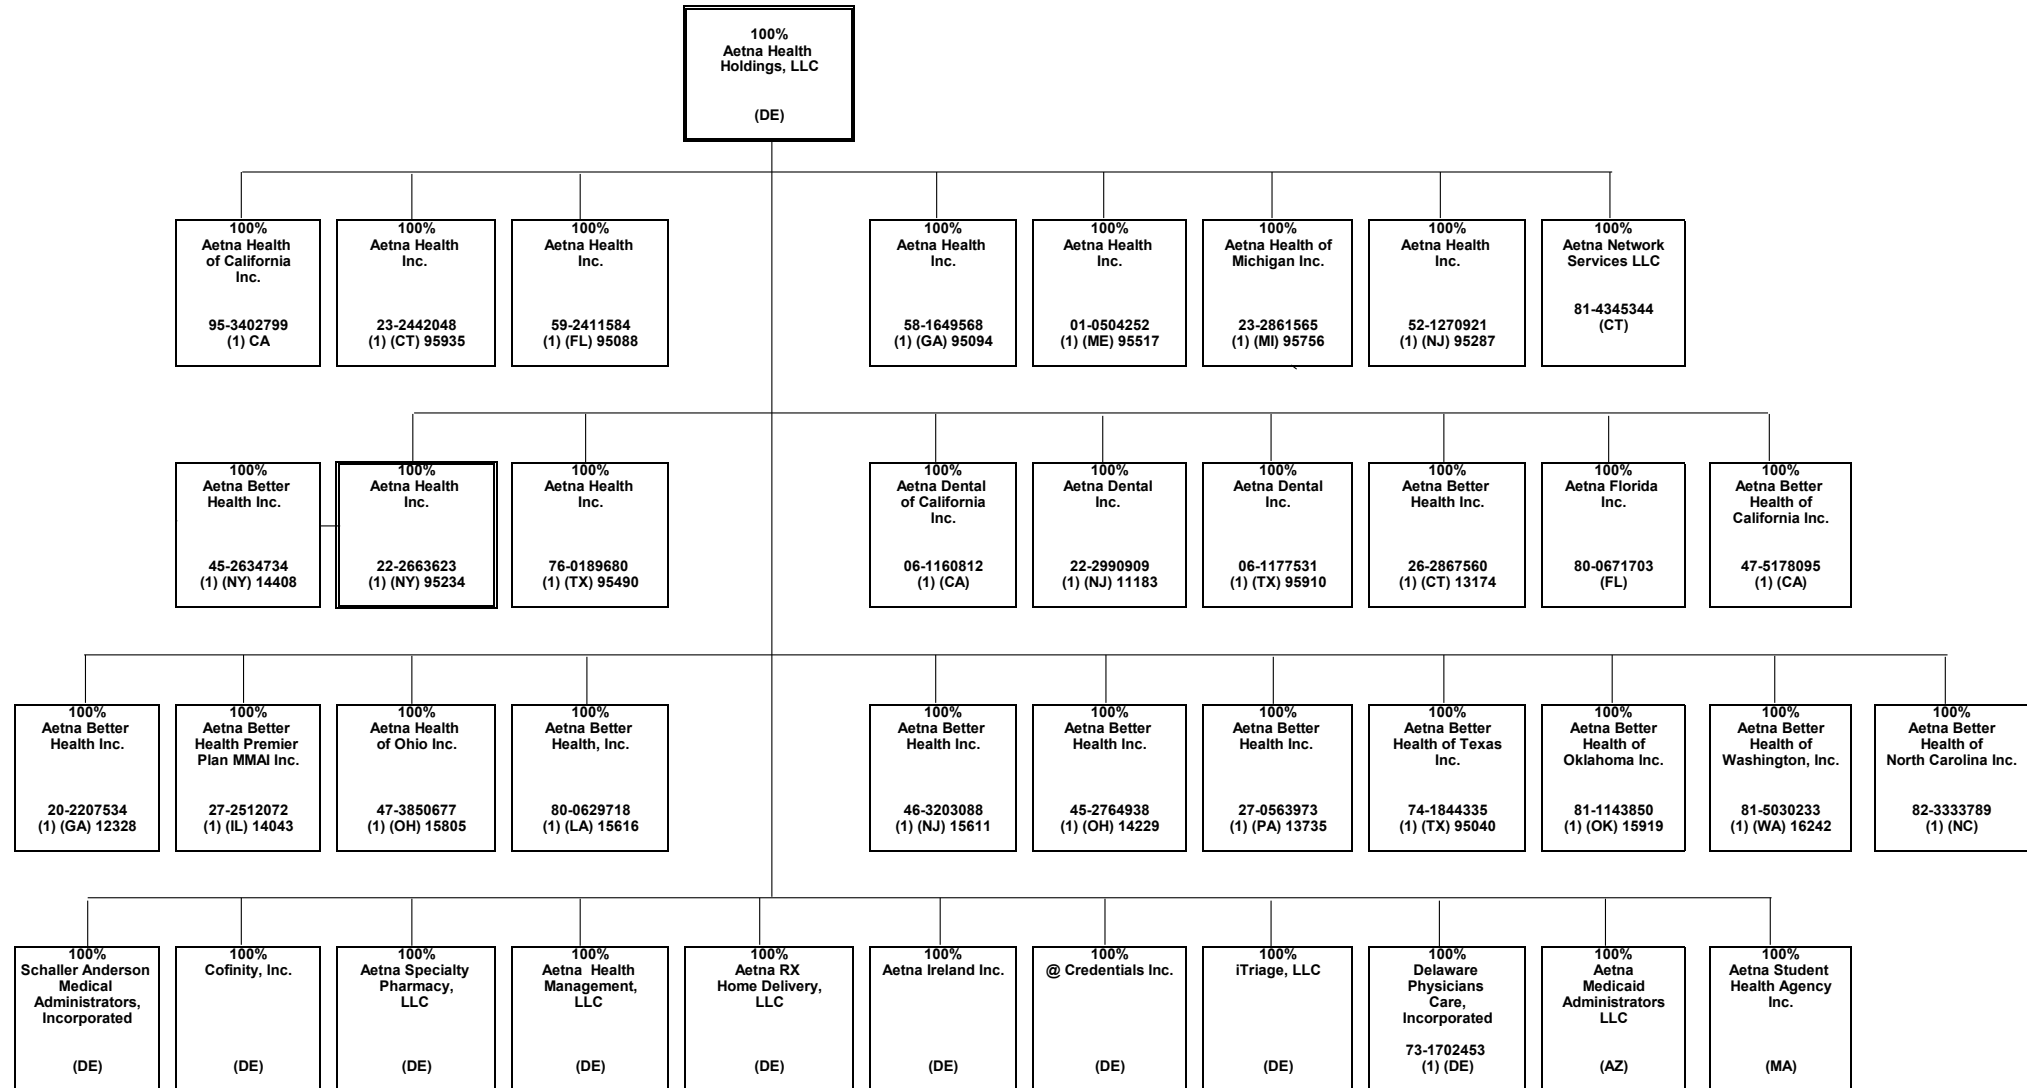 100%
Aetna Health
Holdings, LLC
(DE)
100%
Aetna Health
of California
Inc.
95-3402799
(1) CA
100%
Aetna Health
Inc.
23-2442048
(1) (CT) 95935
100%
Aetna Health
Inc.
59-2411584
(1) (FL) 95088
100%
Aetna Health
Inc.
58-1649568
(1) (GA) 95094
100%
Aetna Health
Inc.
01-0504252
(1) (ME) 95517
100%
Aetna Health of
Michigan Inc.
23-2861565
(1) (MI) 95756
100%
Aetna Health
Inc.
52-1270921
(1) (NJ) 95287
100%
Aetna Network
Services LLC
81-4345344
(CT)
100%
Aetna Better
Health Inc.
45-2634734
(1) (NY) 14408
100%
Aetna Health
Inc.
22-2663623
(1) (NY) 95234
100%
Aetna Health
Inc.
76-0189680
(1) (TX) 95490
100%
Aetna Dental
of California
Inc.
06-1160812
(1) (CA)
100%
Aetna Dental
Inc.
22-2990909
(1) (NJ) 11183
100%
Aetna Dental
Inc.
06-1177531
(1) (TX) 95910
100%
Aetna Better
Health Inc.
26-2867560
(1) (CT) 13174
100%
Aetna Florida
Inc.
80-0671703
(FL)
100%
Aetna Better
Health of
California Inc.
47-5178095
(1) (CA)
100%
Aetna Better
Health Inc.
20-2207534
(1) (GA) 12328
100%
Aetna Better
Health Premier
Plan MMAI Inc.
27-2512072
(1) (IL) 14043
100%
Aetna Health
of Ohio Inc.
47-3850677
(1) (OH) 15805
100%
Aetna Better
Health, Inc.
80-0629718
(1) (LA) 15616
100%
Aetna Better
Health Inc.
46-3203088
(1) (NJ) 15611
100%
Aetna Better
Health Inc.
45-2764938
(1) (OH) 14229
100%
Aetna Better
Health Inc.
27-0563973
(1) (PA) 13735
100%
Aetna Better
Health of Texas
Inc.
74-1844335
(1) (TX) 95040
100%
Aetna Better
Health of
Oklahoma Inc.
81-1143850
(1) (OK) 15919
100%
Aetna Better
Health of
Washington, Inc.
81-5030233
(1) (WA) 16242
100%
Aetna Better
Health of
North Carolina Inc.
82-3333789
(1) (NC)
100%
Schaller Anderson
Medical
Administrators,
Incorporated
(DE)
100%
Cofinity, Inc.
(DE)
100%
Aetna Specialty
Pharmacy,
LLC
(DE)
100%
Aetna Health
Management,
LLC
(DE)
100%
Aetna RX
Home Delivery,
LLC
(DE)
100%
Aetna Ireland Inc.
(DE)
100%
@ Credentials Inc.
(DE)
100%
iTriage, LLC
(DE)
100%
Delaware
Physicians
Care,
Incorporated
73-1702453
(1) (DE)
100%
Aetna
Medicaid
Administrators
LLC
(AZ)
100%
Aetna Student
Health Agency
Inc.
(MA)